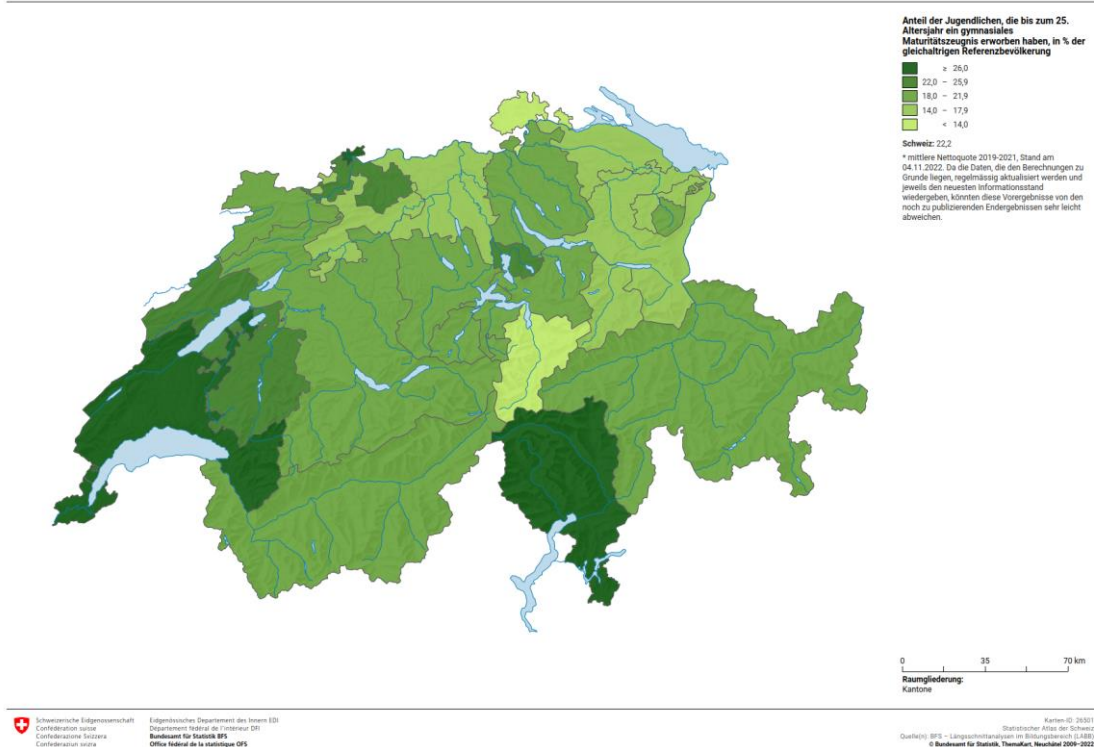 Anteil der Jugendlichen, die bis zum 25.
Altersjahr ein gymnasiales
Maturitätszeugnis erworben haben, in % der
gleichaltrigen Referenzbevölkerung
≥ 26,0
22,0 – 25,9
18,0 – 21,9
14,0 – 17,9
< 14,0
Schweiz: 22,2
* mittlere Nettoquote 2019-2021, Stand am
04.11.2022. Da die Daten, die den Berechnungen zu
Grunde liegen, regelmässig aktualisiert werden und
jeweils den neuesten Informationsstand
wiedergeben, könnten diese Vorergebnisse von den
noch zu publizierenden Endergebnissen sehr leicht
abweichen.
0 35 70 km
Raumgliederung:
Kantone
Schweizerische Eidgenossenschaft
Confédération suisse
Confederazione Svizzera
Confederaziun svizra
Eidgenössisches Departement des Innern EDI
Département fédéral de l'intérieur DFI
Bundesamt für Statistik BFS
Office fédéral de la statistique OFS
Karten-ID: 26501
Statistischer Atlas der Schweiz
Quelle(n): BFS – Längsschnittanalysen im Bildungsbereich (LABB)
© Bundesamt für Statistik, ThemaKart, Neuchâtel 2009–2022